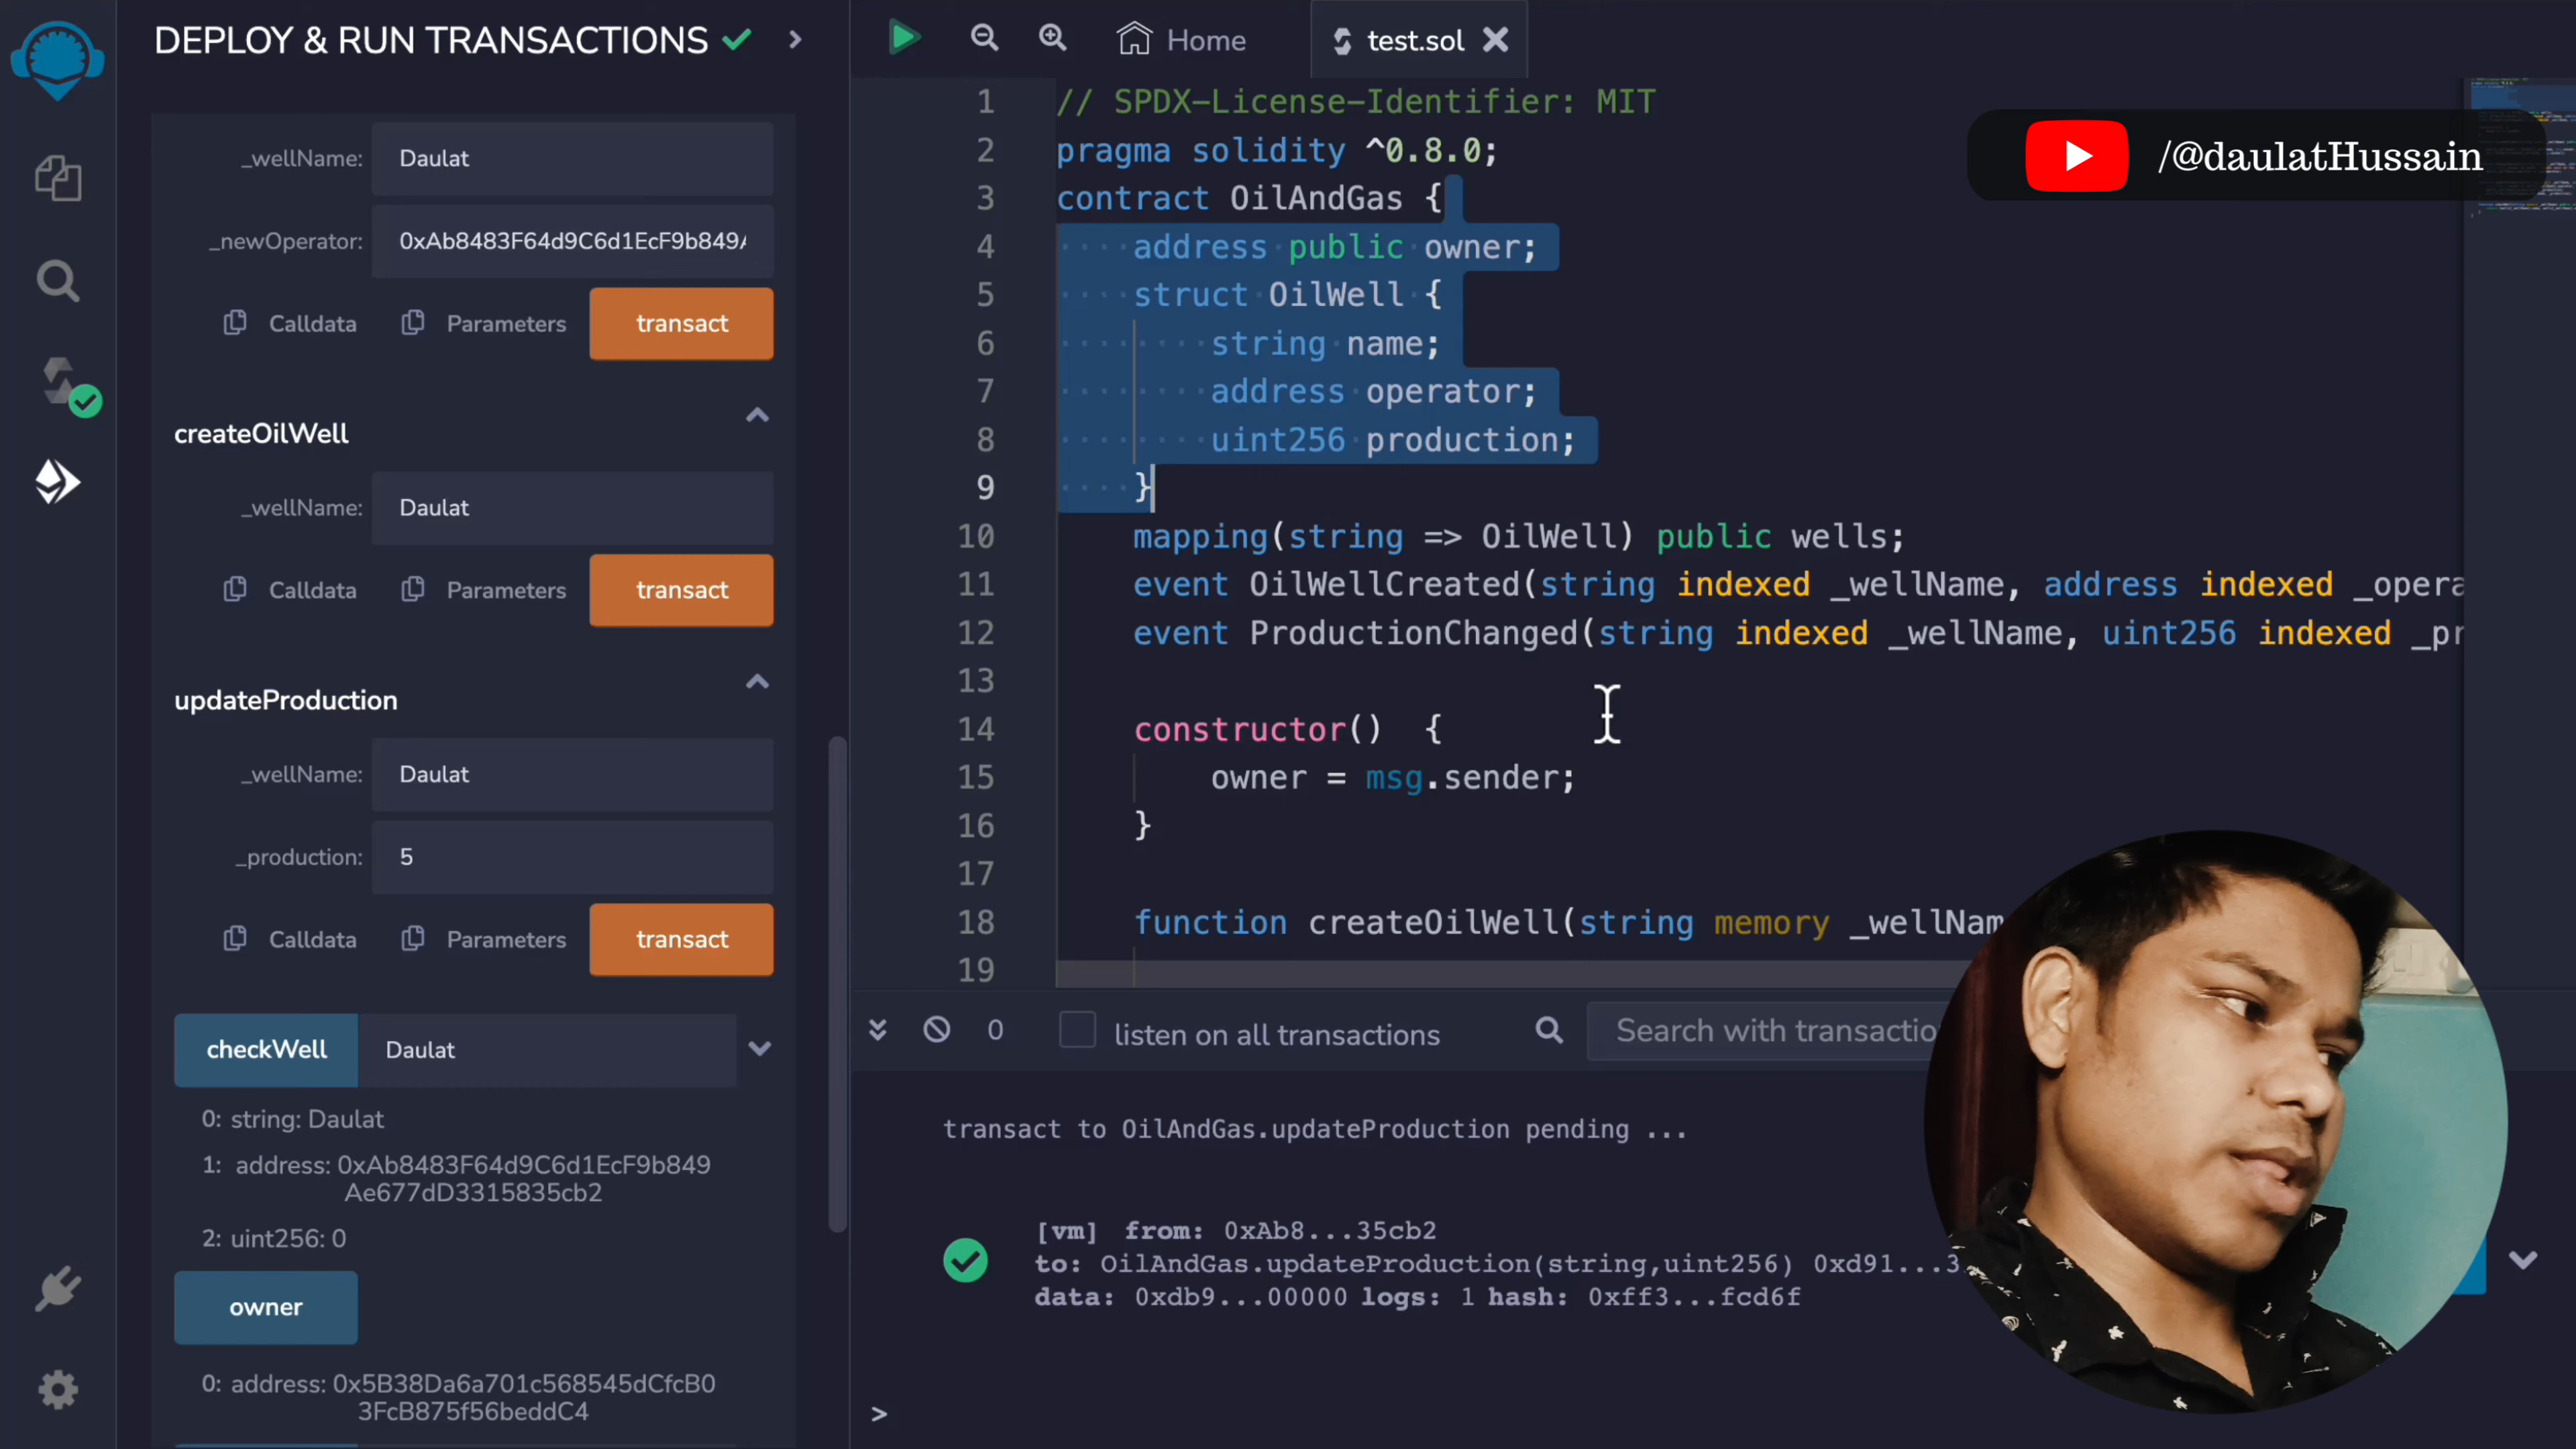 DEPLOY & RUN TRANSACTIONS
_wellName: Daulat
_newOperator: 0xAb8483F64d9C6d1EcF9b849A
Calldata Parameters transact
createOilWell
_wellName: Daulat
Calldata Parameters transact
updateProduction
_wellName: Daulat
_production: 5
Calldata Parameters transact
checkWell Daulat
0: string: Daulat
1: address: 0xAb8483F64d9C6d1EcF9b849
Ae677dD3315835cb2
2: uint256: 0
owner
0: address: 0x5B38Da6a701c568545dCfcB0
3FcB875f56beddC4
Home test.sol
/@daulatHussain
1 // SPDX-License-Identifier: MIT
2 pragma solidity ^0.8.0;
3 contract OilAndGas {
4 address public owner;
5 struct OilWell {
6 string name;
7 address operator;
8 uint256 production;
9 }
10 mapping(string => OilWell) public wells;
11 event OilWellCreated(string indexed _wellName, address indexed _opera
12 event ProductionChanged(string indexed _wellName, uint256 indexed _pr
13
14 constructor() {
15 owner = msg.sender;
16 }
17
18 function createOilWell(string memory _wellNam
19
0 listen on all transactions Search with transactio
transact to OilAndGas.updateProduction pending ...
[vm] from: 0xAb8...35cb2
to: OilAndGas.updateProduction(string,uint256) 0xd91...3
data: 0xdb9...00000 logs: 1 hash: 0xff3...fcd6f
>